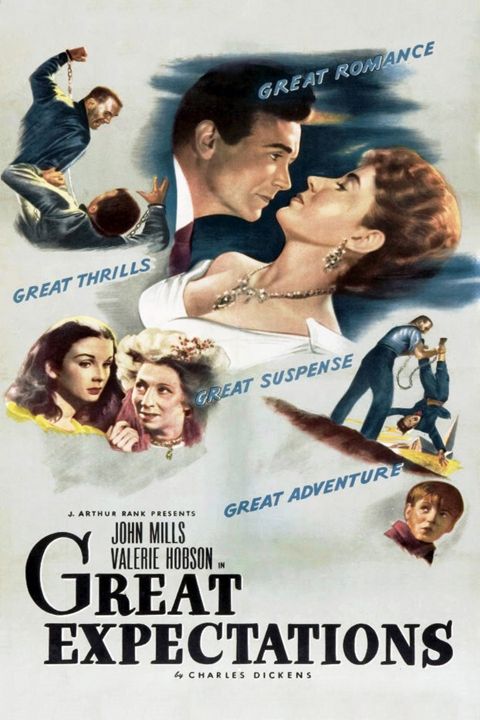 GREAT ROMANCE
GREAT THRILLS
GREAT SUSPENSE
GREAT ADVENTURE
J. ARTHUR RANK PRESENTS
JOHN MILLS
VALERIE HOBSON IN
GREAT
EXPECTATIONS
by CHARLES DICKENS